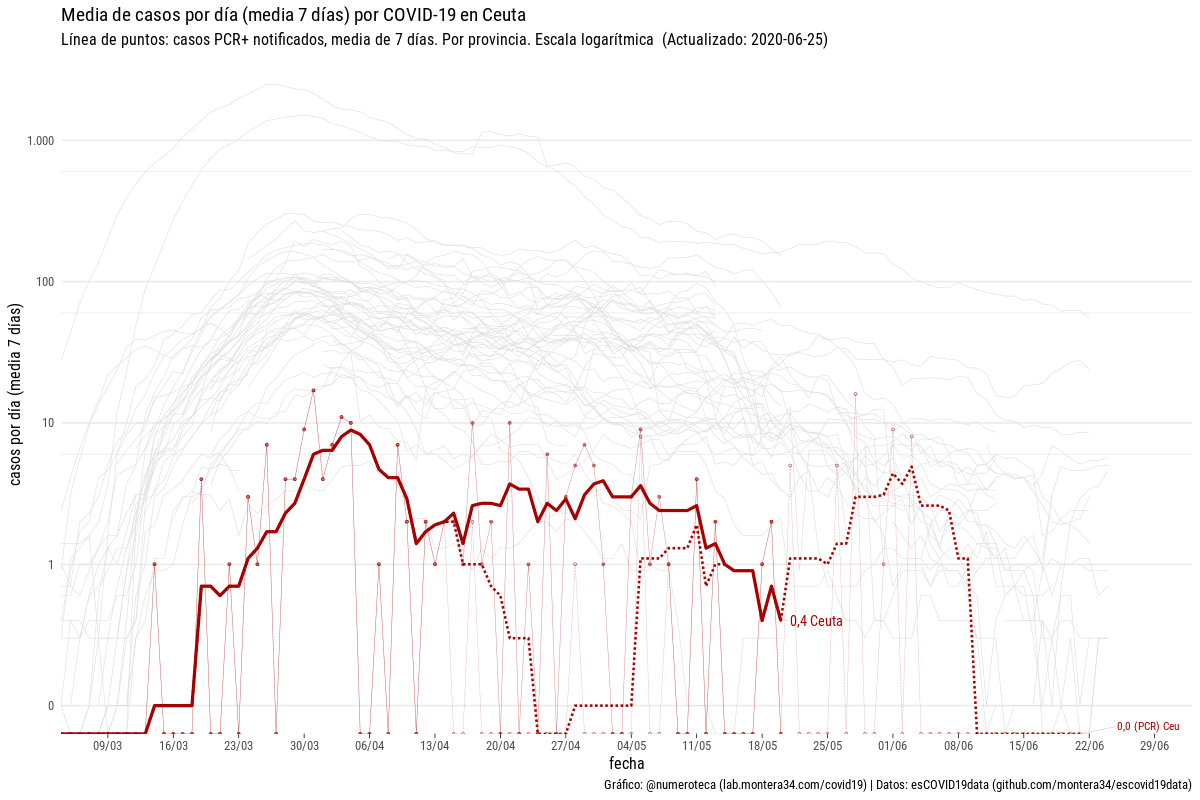 Media de casos por día (media 7 días) por COVID-19 en Ceuta
Línea de puntos: casos PCR+ notificados, media de 7 días. Por provincia. Escala logarítmica (Actualizado: 2020-06-25)
casos por día (media 7 días)
1.000
100
10
1
0
0,4 Ceuta
0,0 (PCR) Ceu
09/03 16/03 23/03 30/03 06/04 13/04 20/04 27/04 04/05 11/05 18/05 25/05 01/06 08/06 15/06 22/06 29/06
fecha
Gráfico: @numeroteca (lab.montera34.com/covid19) | Datos: esCOVID19data (github.com/montera34/escovid19data)